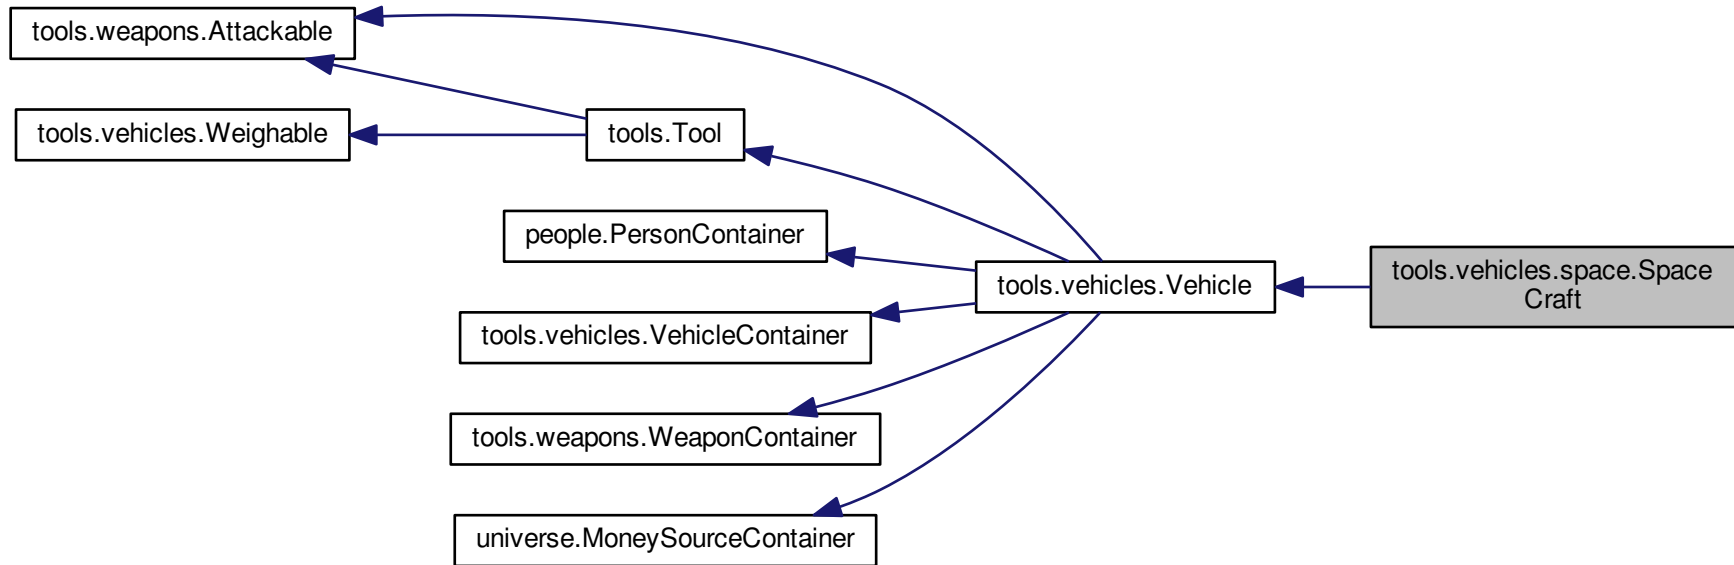 tools.weapons.Attackable
tools.vehicles.Weighable
tools.Tool
people.PersonContainer
tools.vehicles.VehicleContainer
tools.weapons.WeaponContainer
universe.MoneySourceContainer
tools.vehicles.Vehicle
tools.vehicles.space.Space
Craft